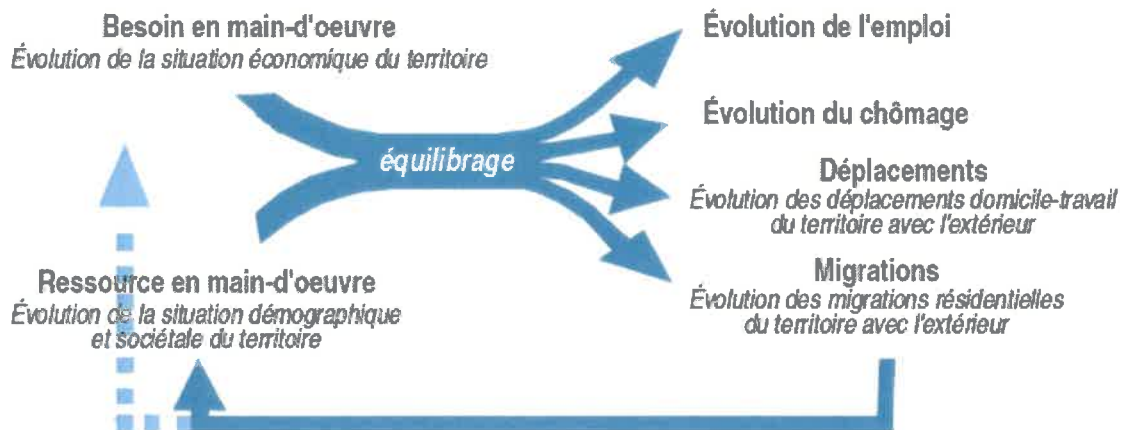 Besoin en main-d'oeuvre
Évolution de la situation économique du territoire
équilibrage
Ressource en main-d'oeuvre
Évolution de la situation démographique
et sociétale du territoire
Évolution de l'emploi
Évolution du chômage
Déplacements
Évolution des déplacements domicile-travail
du territoire avec l'extérieur
Migrations
Évolution des migrations résidentielles
du territoire avec l'extérieur